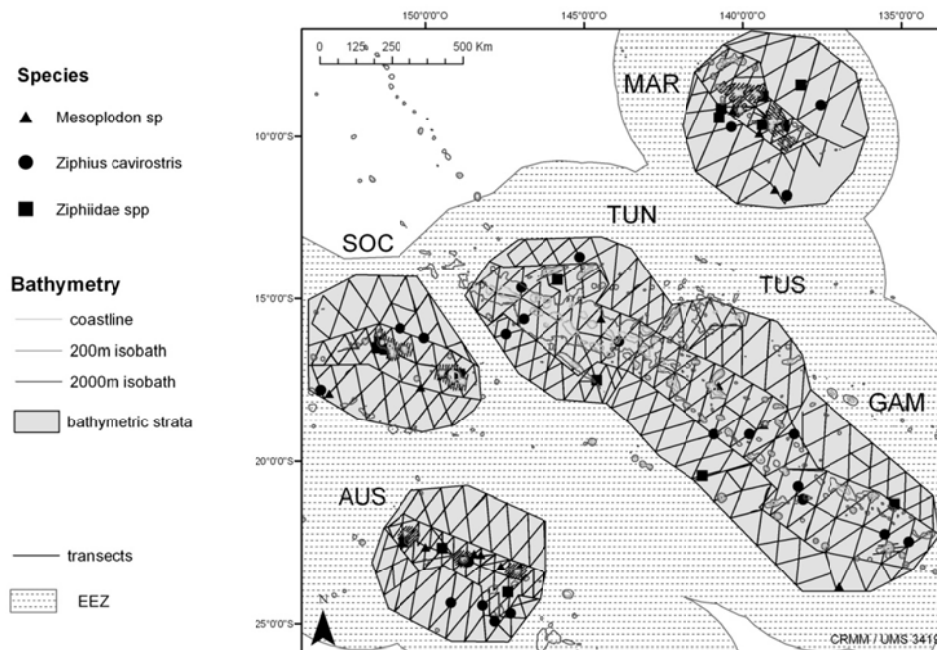 150°0'0"O
145°0'0"O
140°0'0"O
135°0'0"O
0 125 250 500 Km
Species
Mesoplodon sp
Ziphius cavirostris
Ziphiidae spp
Bathymetry
coastline
200m isobath
2000m isobath
bathymetric strata
transects
EEZ
10°0'0"S
15°0'0"S
20°0'0"S
25°0'0"S
MAR
TUN
SOC
TUS
GAM
AUS
N
CRMM / UMS 3419